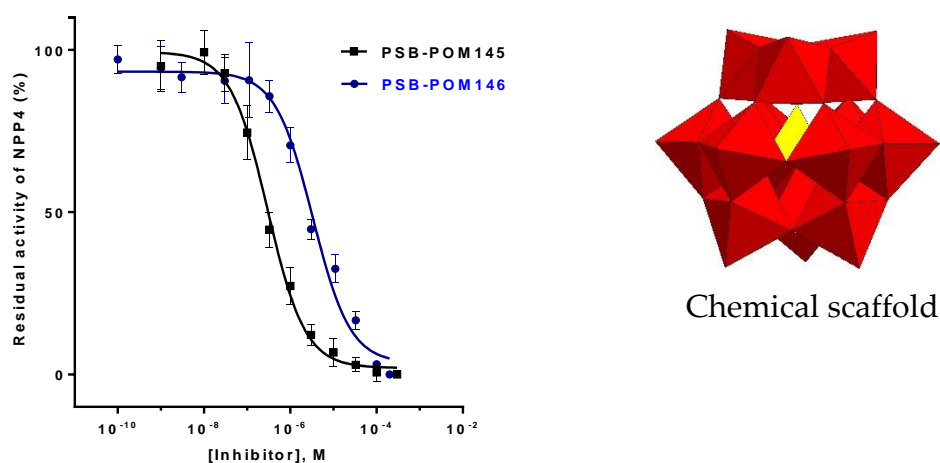 100
50
0
Residual activity of NPP4 (%)
PSB-POM145
PSB-POM146
10⁻¹⁰ 10⁻⁸ 10⁻⁶ 10⁻⁴ 10⁻²
[Inhibitor], M
Chemical scaffold